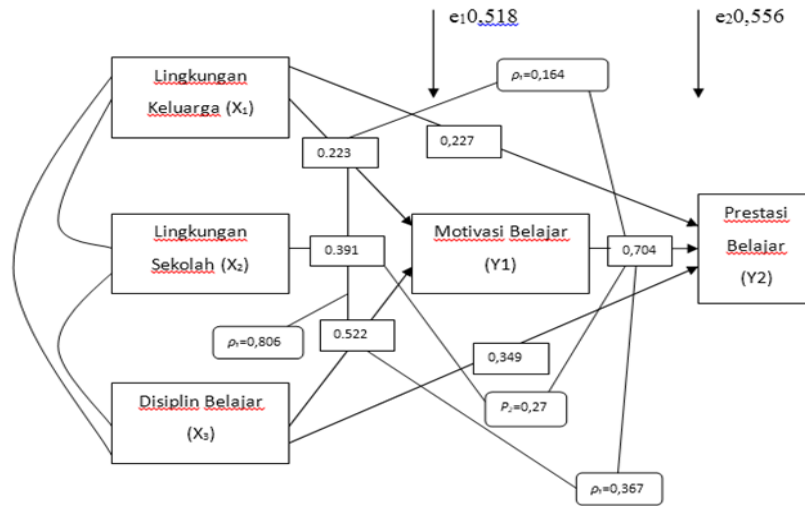 e₁0,518
e₂0,556
Lingkungan
Keluarga (X₁)
ρ₁=0,164
0.223
0,227
Lingkungan
Sekolah (X₂)
0.391
Motivasi Belajar
(Y1)
0,704
Prestasi
Belajar
(Y2)
ρ₁=0,806
0.522
0,349
Disiplin Belajar
(X₃)
P₂=0,27
ρ₁=0,367